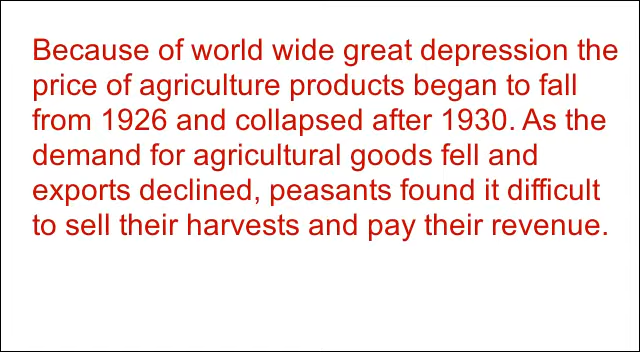 Because of world wide great depression the
price of agriculture products began to fall
from 1926 and collapsed after 1930. As the
demand for agricultural goods fell and
exports declined, peasants found it difficult
to sell their harvests and pay their revenue.